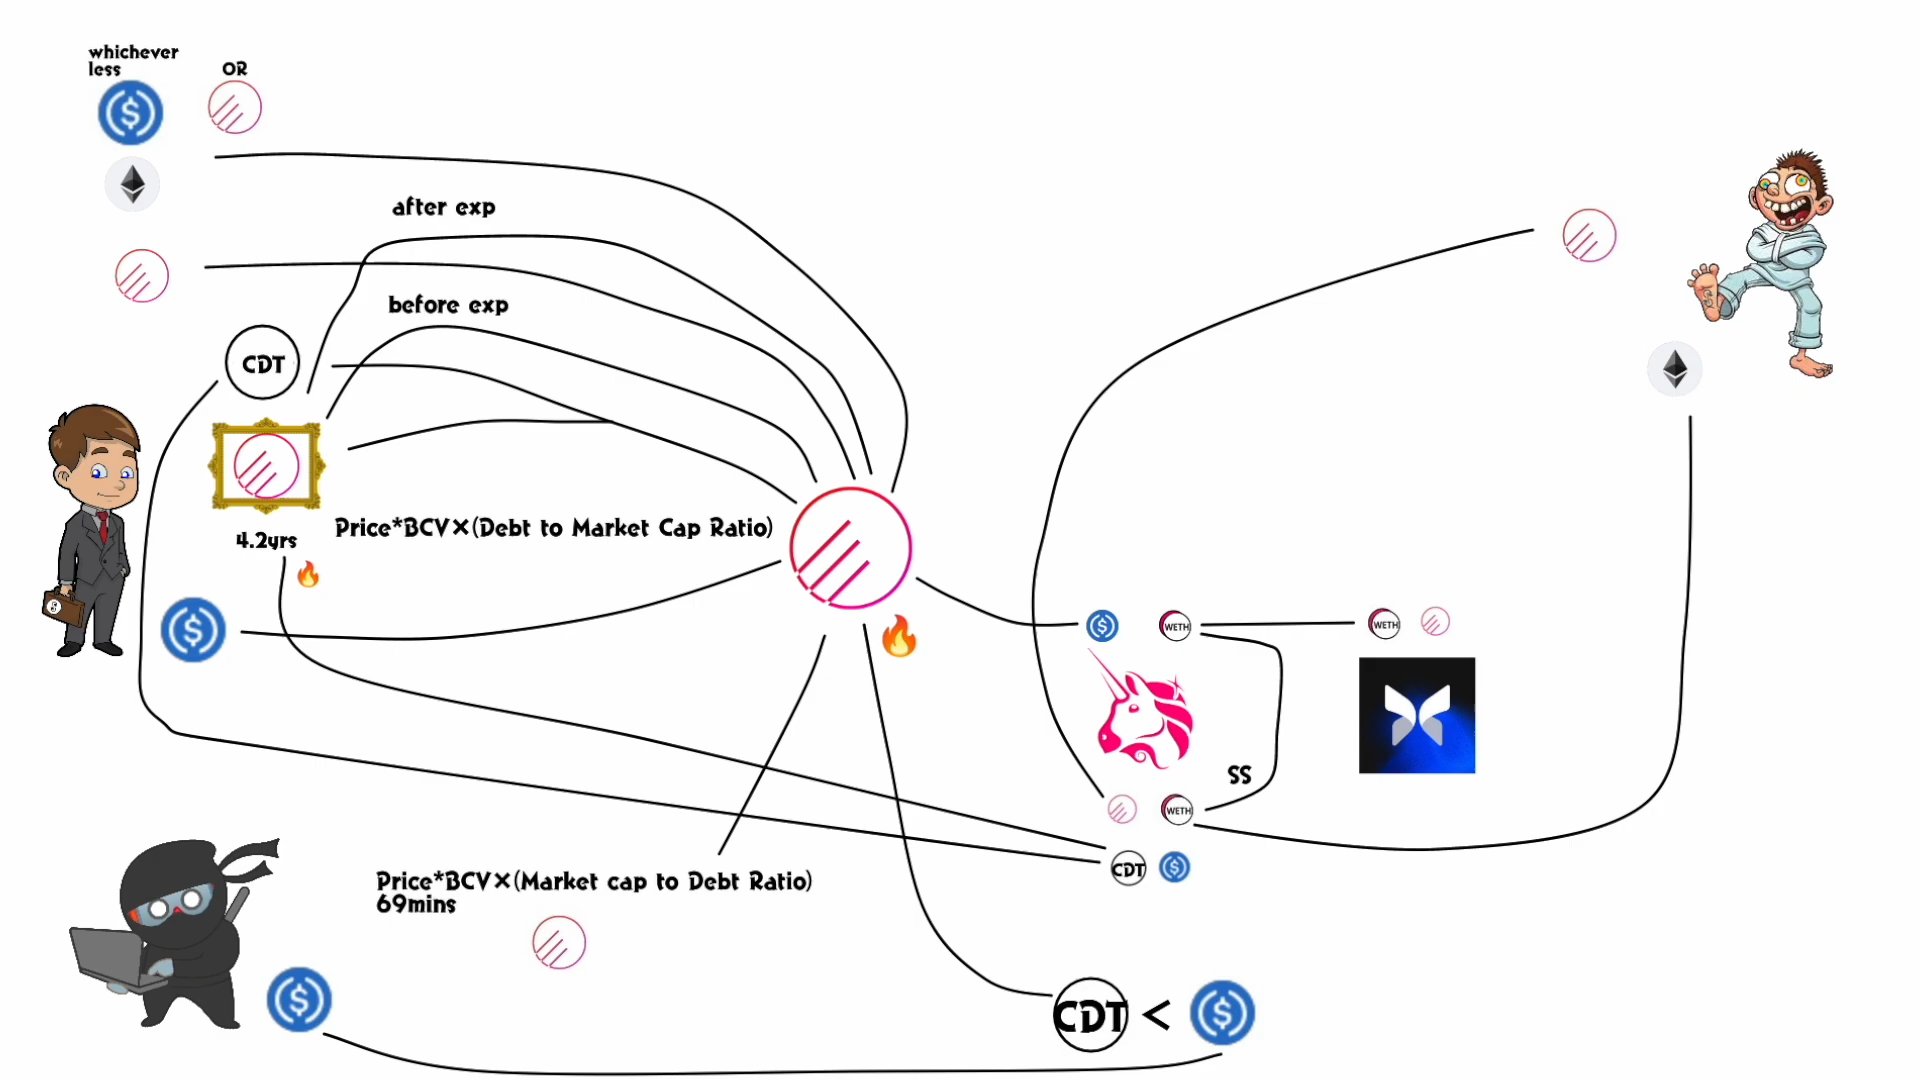 whichever
less
OR
after exp
before exp
CDT
Price*BCV×(Debt to Market Cap Ratio)
4.2yrs
WETH
WETH
SS
WETH
CDT
Price*BCV×(Market cap to Debt Ratio)
69mins
CDT <